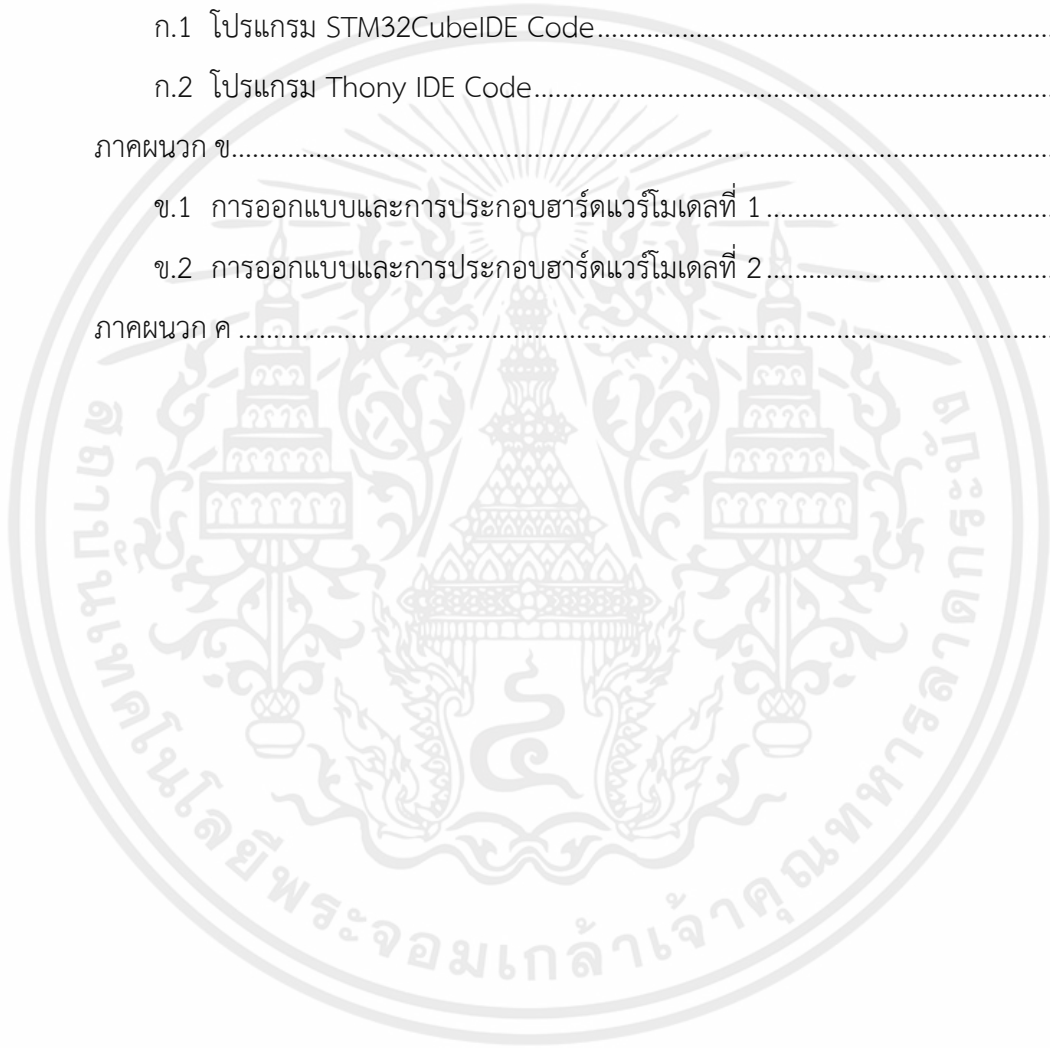 ก.1 โปรแกรม STM32CubeIDE Code
ก.2 โปรแกรม Thony IDE Code
ภาคผนวก ข
ข.1 การออกแบบและการประกอบฮาร์ดแวร์โมเดลที่ 1
ข.2 การออกแบบและการประกอบฮาร์ดแวร์โมเดลที่ 2
ภาคผนวก ค
สถาบันเทคโนโลยีพระจอมเกล้าเจ้าคุณทหารลาดกระบัง